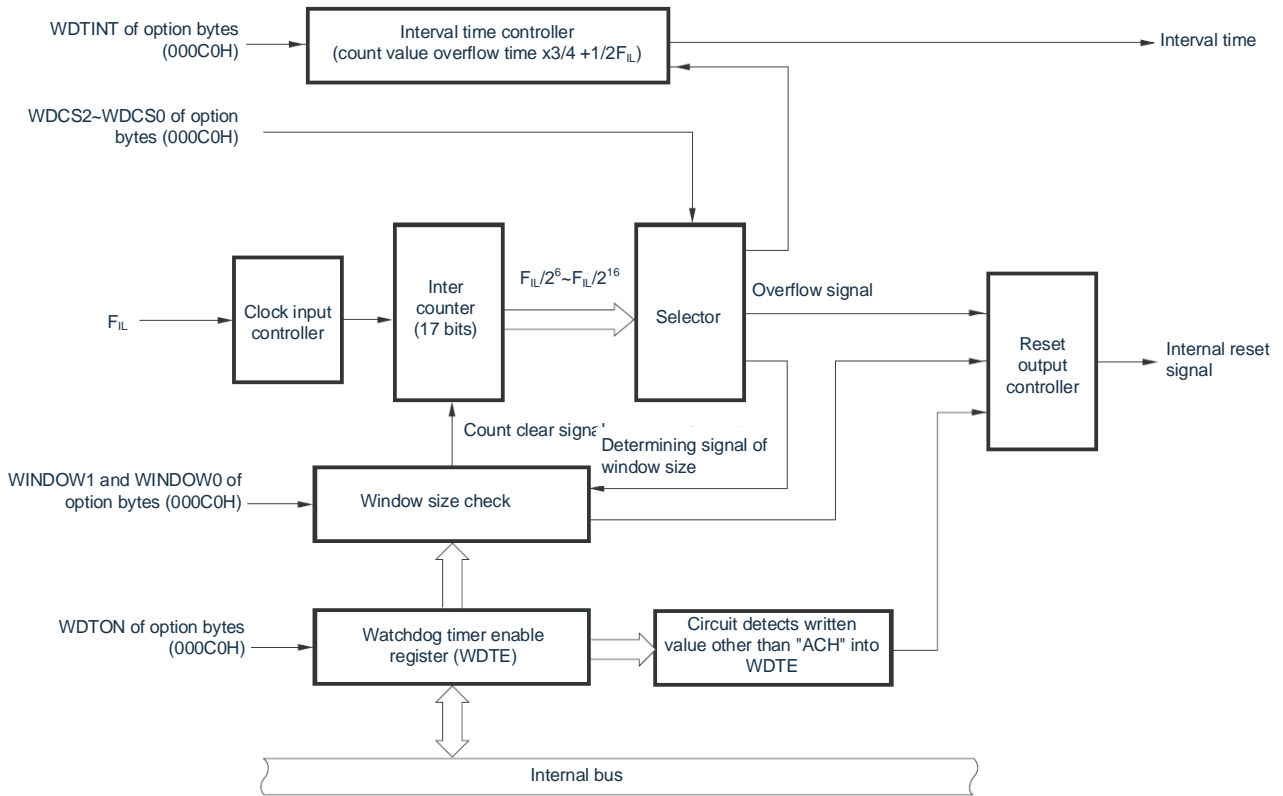 WDTINT of option bytes
(000C0H)
Interval time controller
(count value overflow time x3/4 +1/2FIL)
Interval time
WDCS2~WDCS0 of option
bytes (000C0H)
FIL
Clock input
controller
Inter
counter
(17 bits)
FIL/2⁶~FIL/2¹⁶
Selector
Overflow signal
Reset
output
controller
Internal reset
signal
Count clear signal
Determining signal of
window size
WINDOW1 and WINDOW0 of
option bytes (000C0H)
Window size check
WDTON of option bytes
(000C0H)
Watchdog timer enable
register (WDTE)
Circuit detects written
value other than "ACH" into
WDTE
Internal bus